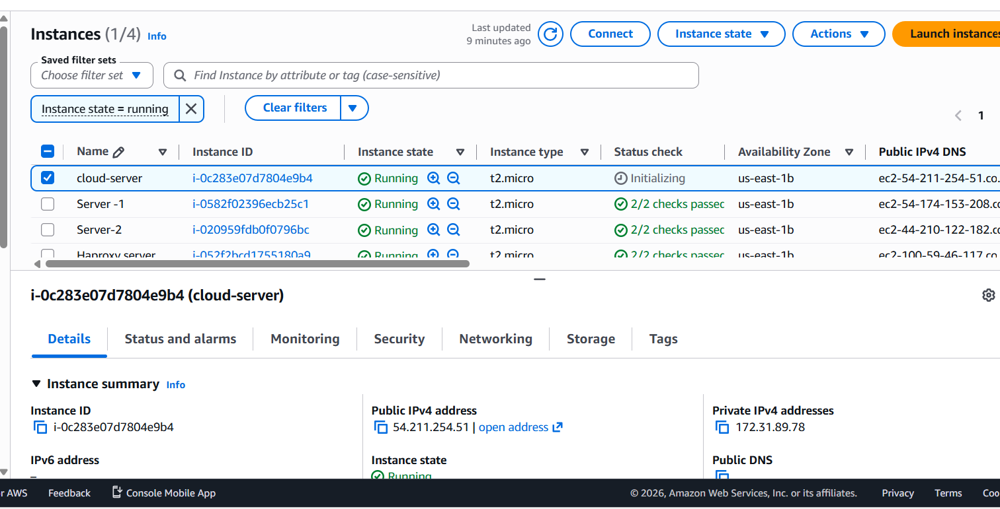 Instances (1/4) Info
Last updated
9 minutes ago
Connect
Instance state
Actions
Launch instances
Saved filter sets
Choose filter set
Find Instance by attribute or tag (case-sensitive)
Instance state = running
Clear filters
1
Name Instance ID Instance state Instance type Status check Availability Zone Public IPv4 DNS
cloud-server i-0c283e07d7804e9b4 Running t2.micro Initializing us-east-1b ec2-54-211-254-51.co.
Server -1 i-0582f02396ecb25c1 Running t2.micro 2/2 checks passec us-east-1b ec2-54-174-153-208.co
Server-2 i-020959fdb0f0796bc Running t2.micro 2/2 checks passec us-east-1b ec2-44-210-122-182.co
Haproxy server i-052f2bcd1755180a9 Running t2.micro 2/2 checks passec us-east-1b ec2-100-59-46-117.co
i-0c283e07d7804e9b4 (cloud-server)
Details Status and alarms Monitoring Security Networking Storage Tags
Instance summary Info
Instance ID
i-0c283e07d7804e9b4
Public IPv4 address
54.211.254.51 | open address
Private IPv4 addresses
172.31.89.78
IPv6 address
–
Instance state
Running
Public DNS
r AWS Feedback Console Mobile App © 2026, Amazon Web Services, Inc. or its affiliates. Privacy Terms Coo